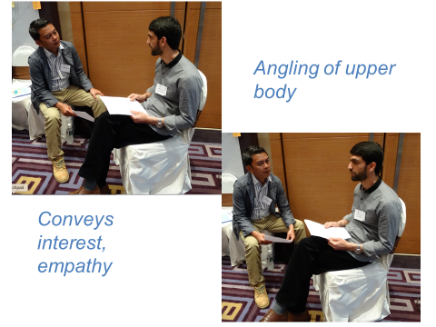 Angling of upper
body
Conveys
interest,
empathy